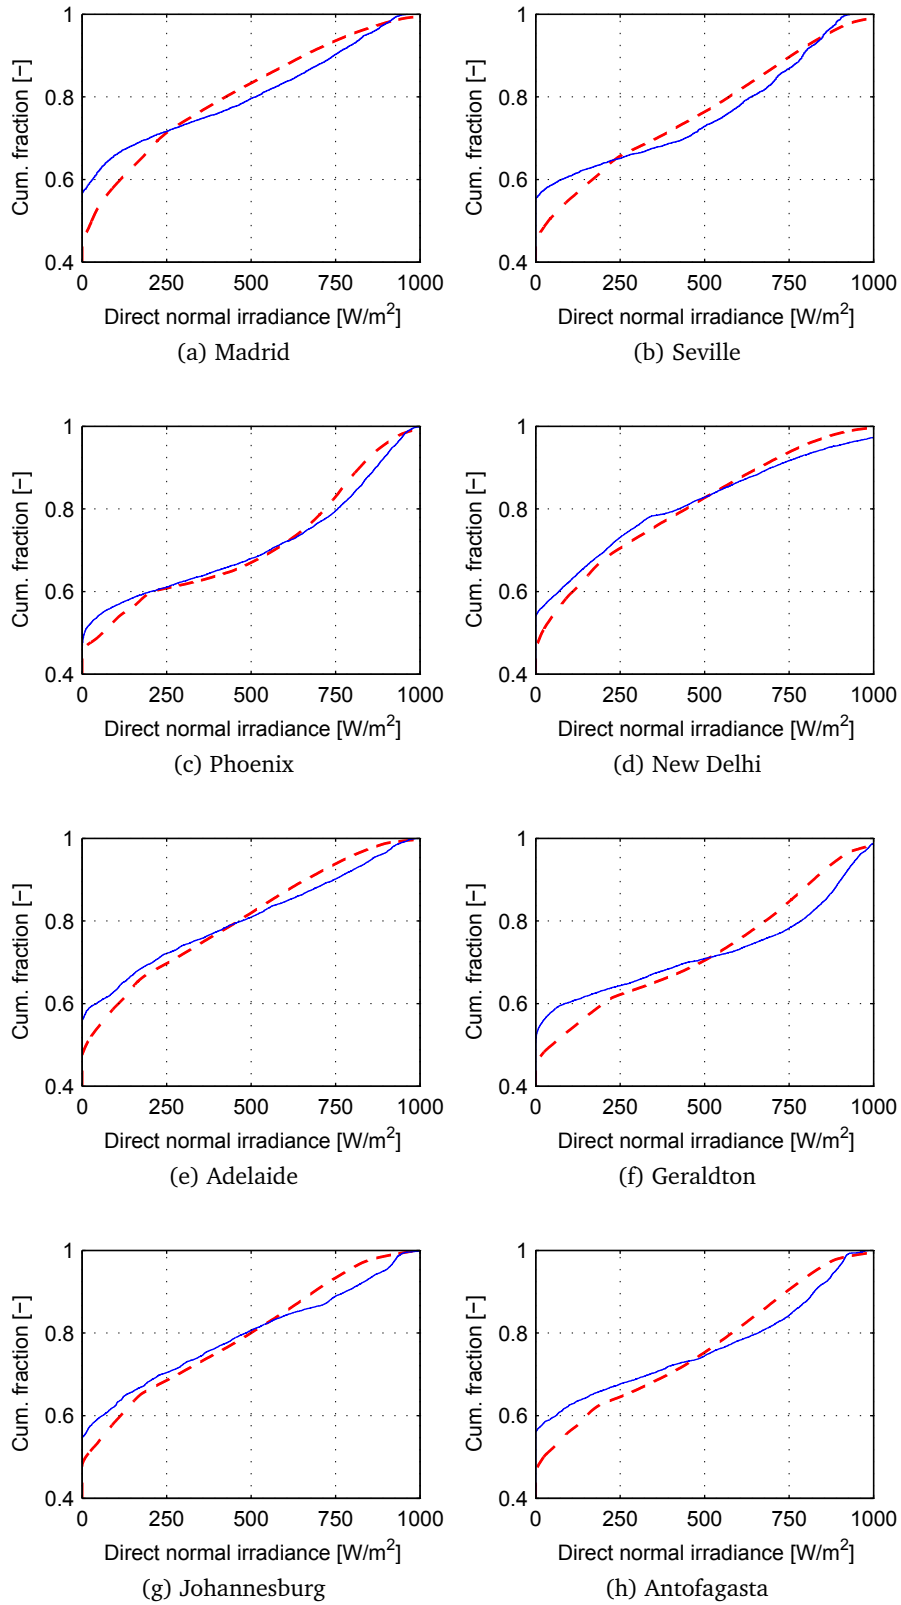 1
0.8
0.6
0.4
Cum. fraction [−]
0 250 500 750 1000
Direct normal irradiance [W/m²]
(a) Madrid
1
0.8
0.6
0.4
Cum. fraction [−]
0 250 500 750 1000
Direct normal irradiance [W/m²]
(b) Seville
1
0.8
0.6
0.4
Cum. fraction [−]
0 250 500 750 1000
Direct normal irradiance [W/m²]
(c) Phoenix
1
0.8
0.6
0.4
Cum. fraction [−]
0 250 500 750 1000
Direct normal irradiance [W/m²]
(d) New Delhi
1
0.8
0.6
0.4
Cum. fraction [−]
0 250 500 750 1000
Direct normal irradiance [W/m²]
(e) Adelaide
1
0.8
0.6
0.4
Cum. fraction [−]
0 250 500 750 1000
Direct normal irradiance [W/m²]
(f) Geraldton
1
0.8
0.6
0.4
Cum. fraction [−]
0 250 500 750 1000
Direct normal irradiance [W/m²]
(g) Johannesburg
1
0.8
0.6
0.4
Cum. fraction [−]
0 250 500 750 1000
Direct normal irradiance [W/m²]
(h) Antofagasta